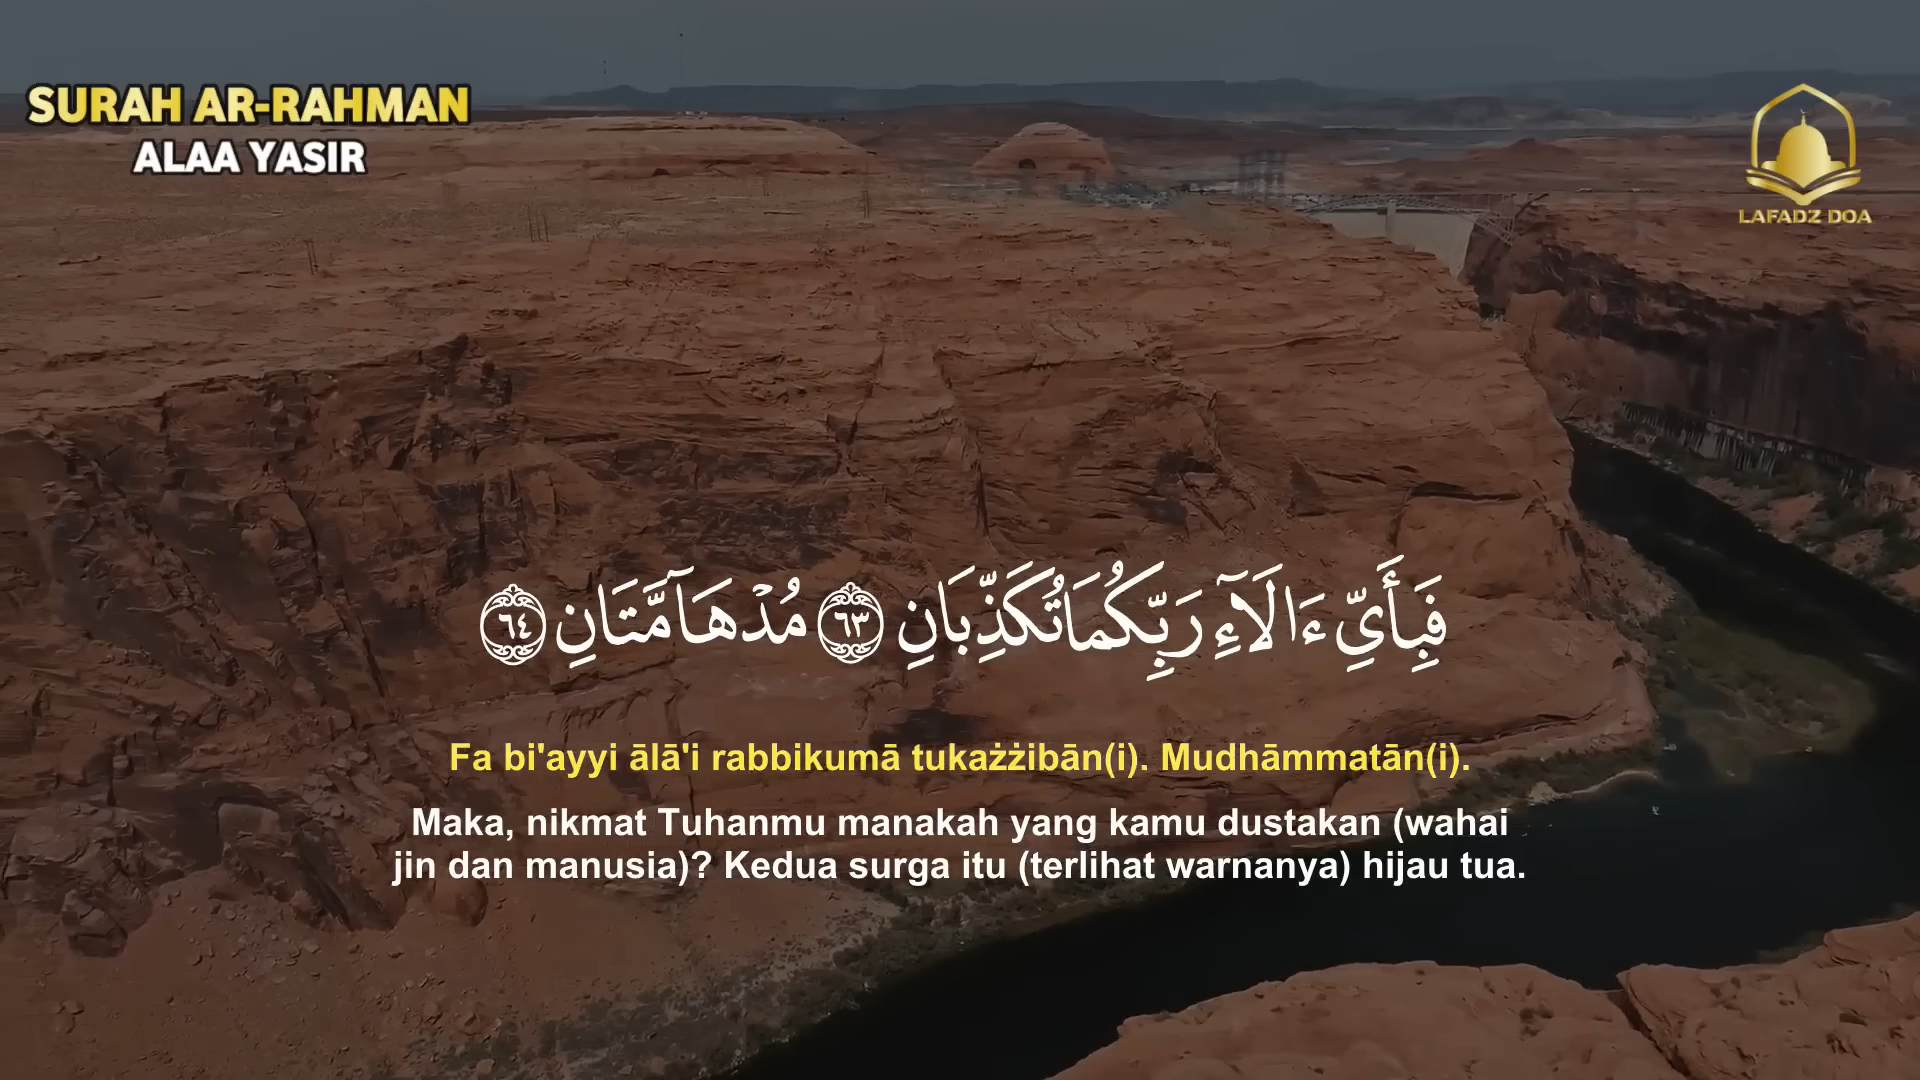 SURAH AR-RAHMAN
ALAA YASIR
LAFADZ DOA
فَبِأَيِّ ءَالَآءِ رَبِّكُمَا تُكَذِّبَانِ ٦٣ مُدْهَآمَّتَانِ ٦٤
Fa bi'ayyi ālā'i rabbikumā tukażżibān(i). Mudhāmmatān(i).
Maka, nikmat Tuhanmu manakah yang kamu dustakan (wahai
jin dan manusia)? Kedua surga itu (terlihat warnanya) hijau tua.